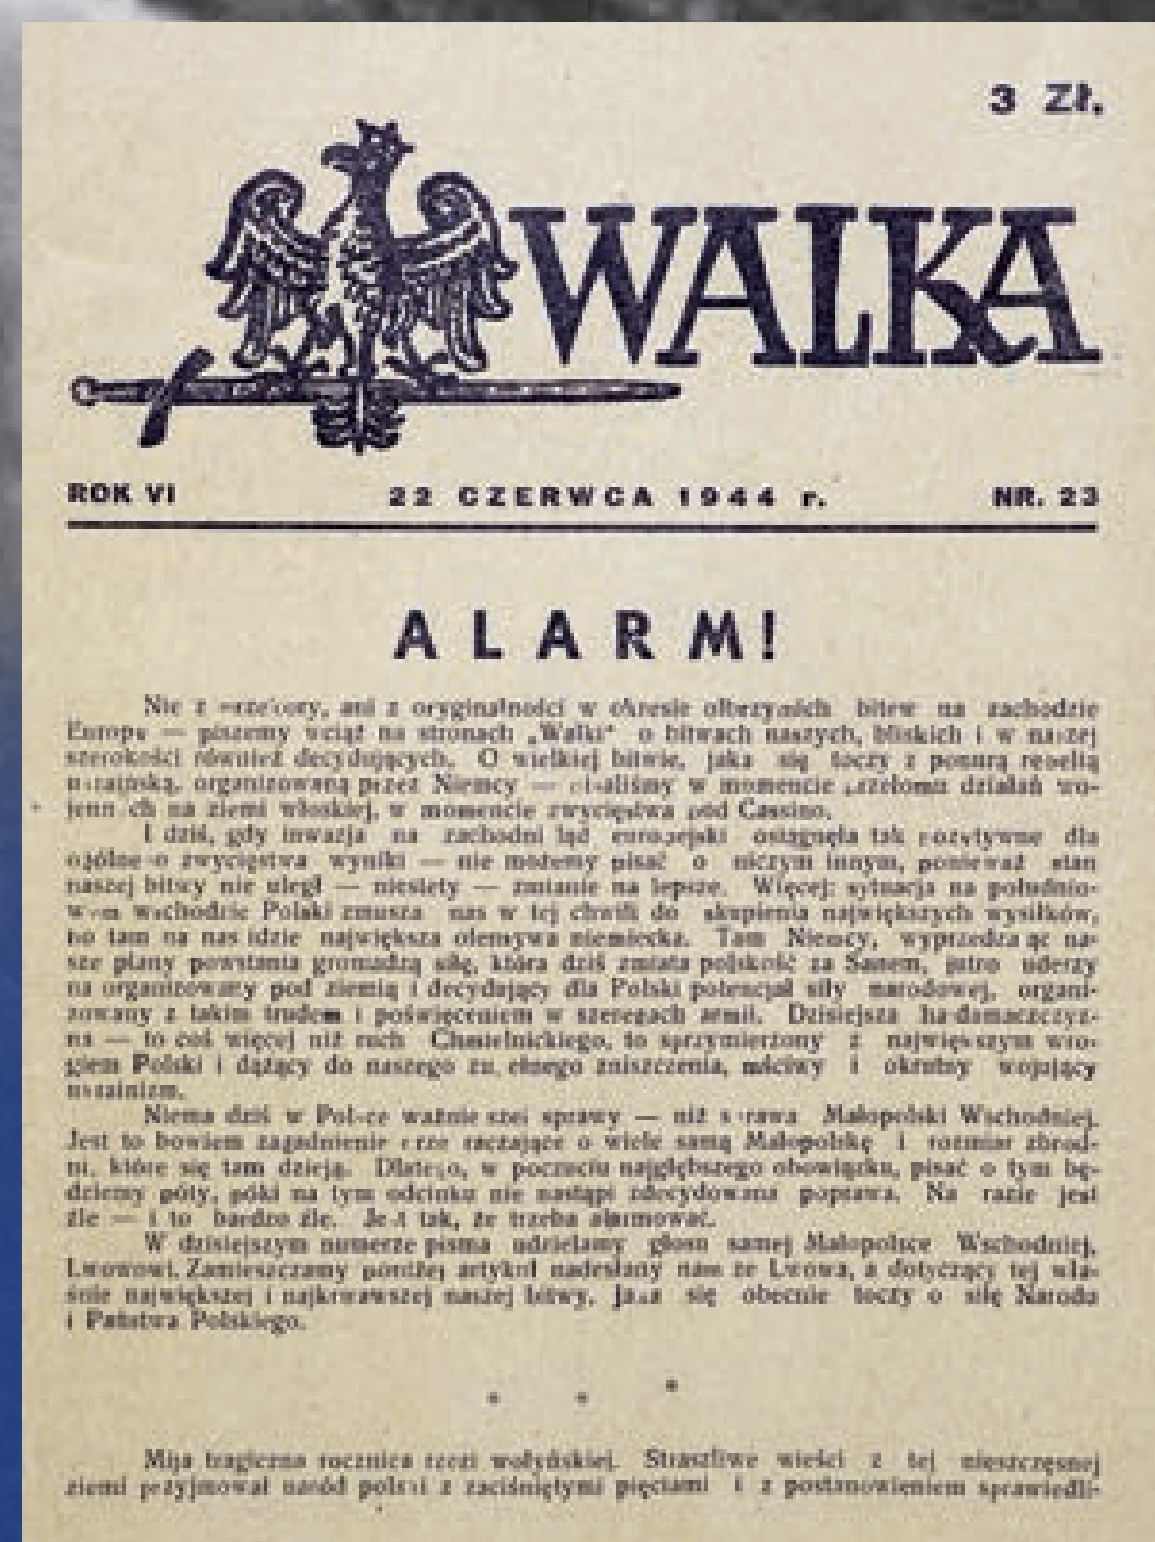 3 Zł.
WALKA
ROK VI 22 CZERWCA 1944 r. NR. 23
ALARM!
Nie z ani z oryginalności w okresie olbrzymich bitew na zachodzie
Europy — piszemy wciąż na stronach „Walki" o bitwach naszych, bliskich i w naszej
szerokości również decydujących. O wielkiej bitwie, jaka się toczy z ponurą rebelią
ukraińską, organizowaną przez Niemcy — pisaliśmy w momencie przełomu działań wo-
jennych na ziemi włoskiej, w momencie zwycięstwa pod Cassino.
I dziś, gdy inwazja na zachodni ląd europejski osiągnęła tak pozytywne dla
ogólnego zwycięstwa wyniki — nie możemy pisać o niczym innym, ponieważ stan
naszej bitwy nie uległ — niestety — zmianie na lepsze. Więcej: sytuacja na południo-
wym wschodzie Polski zmusza nas w tej chwili do skupienia największych wysiłków,
bo tam na nas idzie największa ofensywa niemiecka. Tam Niemcy, wyprzedzając na-
sze plany powstania gromadzą siłę, która dziś zmiata polskość za Sanem, jutro uderzy
na organizowany pod ziemią i decydujący dla Polski potencjał siły narodowej, organi-
zowany z takim trudem i poświęceniem w szeregach armii. Dzisiejsza hajdamaczczyz-
na — to coś więcej niż ruch Chmielnickiego, to sprzymierzony z największym wro-
giem Polski i dążący do naszego zupełnego zniszczenia, mściwy i okrutny wojujący
ukrainizm.
Niema dziś w Polsce ważniejszej sprawy — niż sprawa Małopolski Wschodniej.
Jest to bowiem zagadnienie przerastające o wiele samą Małopolskę i rozmiar zbrod-
ni, które się tam dzieją. Dlatego, w poczuciu najgłębszego obowiązku, pisać o tym bę-
dziemy póty, póki na tym odcinku nie nastąpi zdecydowana poprawa. Na razie jest
źle — i to bardzo źle. Jest tak, że trzeba alarmować.
W dzisiejszym numerze pisma udzielamy głosu samej Małopolsce Wschodniej,
Lwowowi. Zamieszczamy poniżej artykuł nadesłany nam ze Lwowa, a dotyczący tej wła-
śnie największej i najkrwawszej naszej bitwy, jaka się obecnie toczy o siłę Narodu
i Państwa Polskiego.
* * *
Mija tragiczna rocznica rzezi wołyńskiej. Straszliwe wieści z tej nieszczęsnej
ziemi przyjmował naród polski z zaciśniętymi pięściami i z postanowieniem sprawiedli-